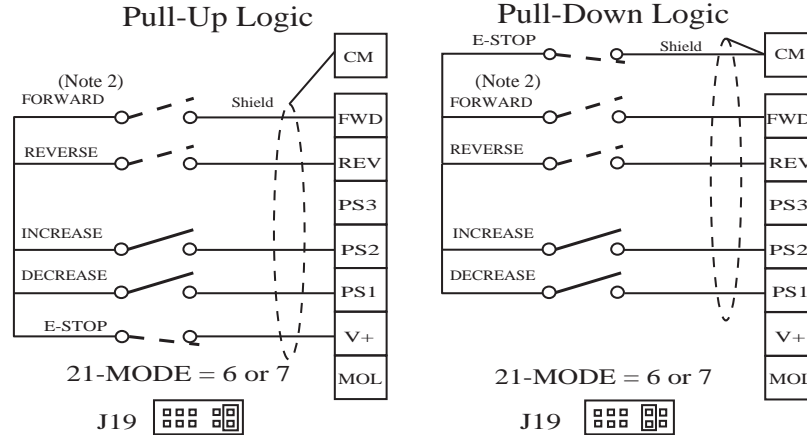 Pull-Up Logic
CM
(Note 2)
FORWARD
Shield
FWD
REVERSE
REV
PS3
INCREASE
PS2
DECREASE
PS1
E-STOP
V+
21-MODE = 6 or 7
MOL
J19
Pull-Down Logic
E-STOP
Shield
CM
(Note 2)
FORWARD
FWD
REVERSE
REV
PS3
INCREASE
PS2
DECREASE
PS1
V+
21-MODE = 6 or 7
MOL
J19